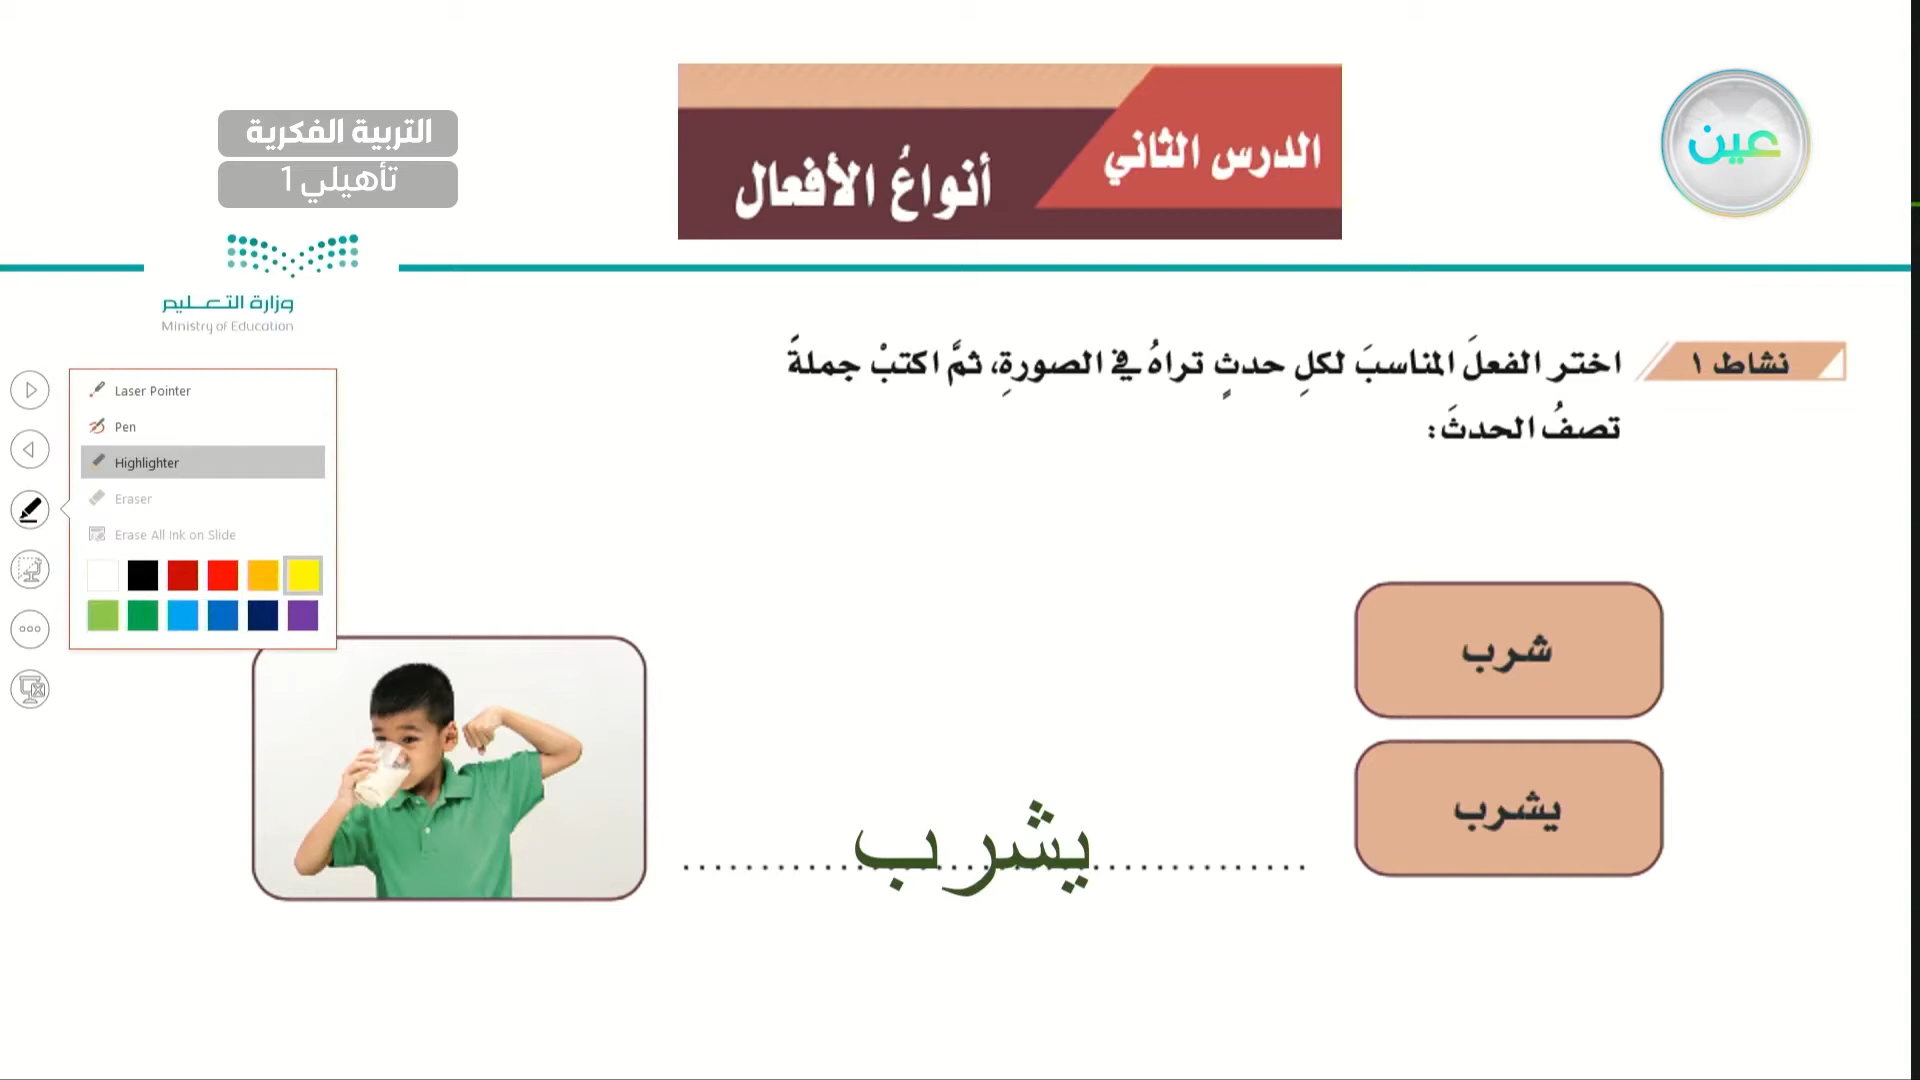 التربية الفكرية
تأهيلي 1
الدرس الثاني
أنواعُ الأفعال
عين
وزارة التعليم
Ministry of Education
نشاط ١
اختر الفعلَ المناسبَ لكلِ حدثٍ تراهُ في الصورةِ، ثمَّ اكتبْ جملةً
تصفُ الحدثَ:
Laser Pointer
Pen
Highlighter
Eraser
Erase All Ink on Slide
شرب
يشرب
يشرب